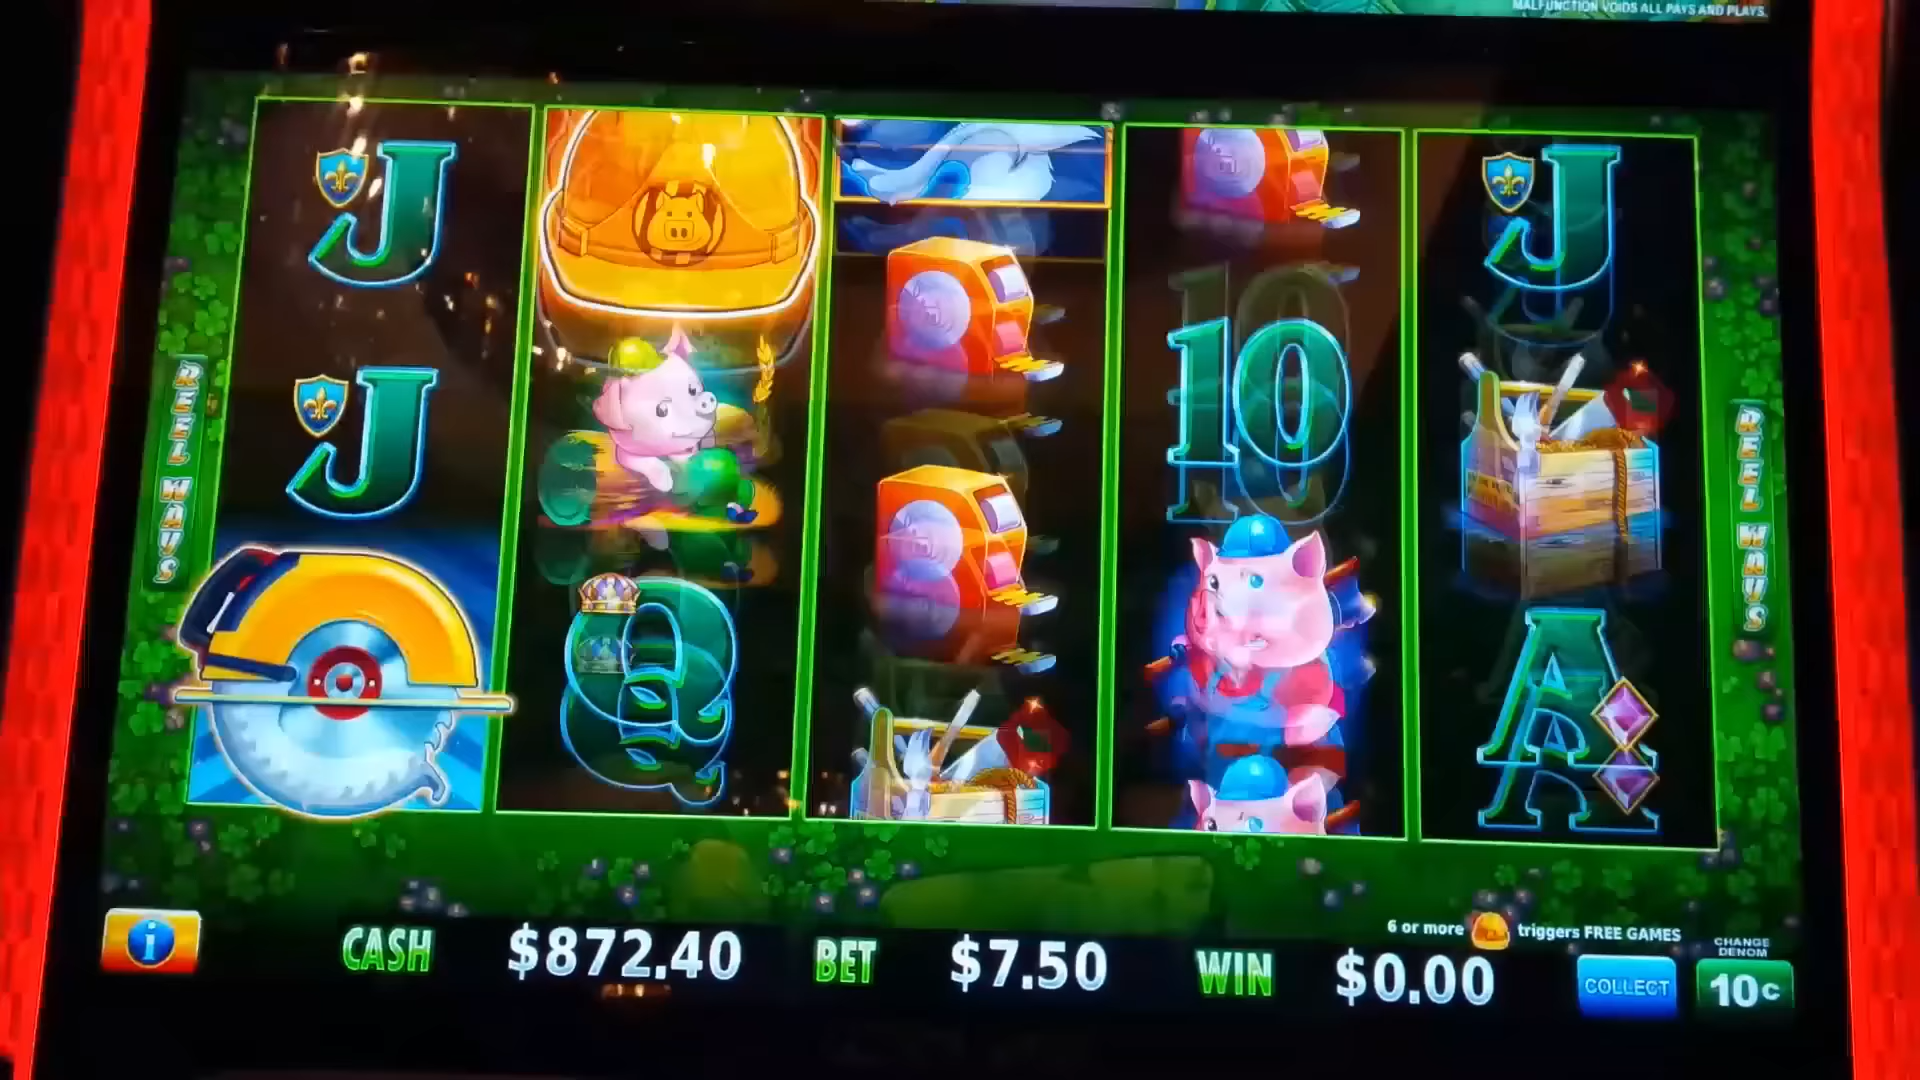 MALFUNCTION VOIDS ALL PAYS AND PLAYS.
J
J
J
10
Q
A
REEL WAYS
REEL WAYS
6 or more triggers FREE GAMES
CHANGE DENOM
i
CASH $872.40 BET $7.50 WIN $0.00
COLLECT
10c